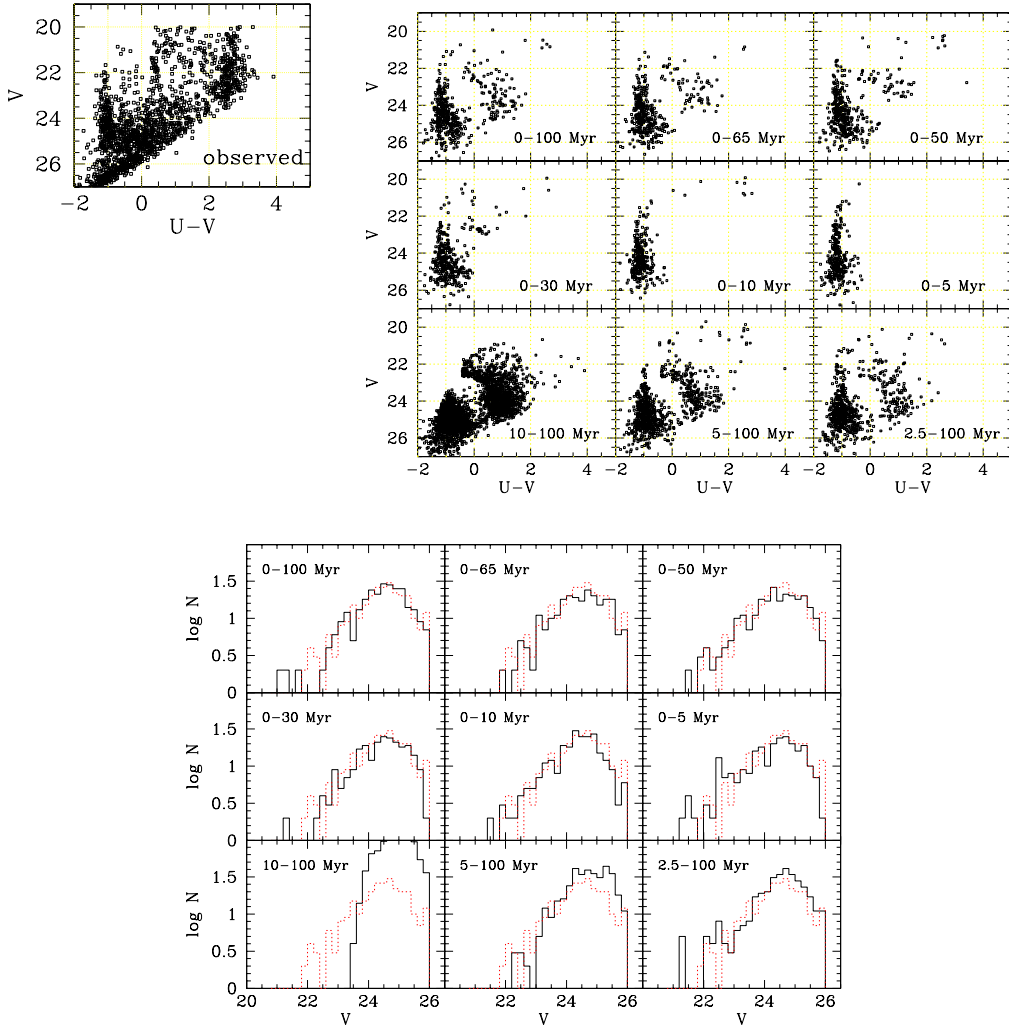 20
22
24
26
V
observed
−2
0
2
4
U−V
20
22
24
26
V
0−100 Myr
0−65 Myr
0−50 Myr
20
22
24
26
V
0−30 Myr
0−10 Myr
0−5 Myr
20
22
24
26
V
10−100 Myr
5−100 Myr
2.5−100 Myr
−2 0 2 4 −2 0 2 4 −2 0 2 4
U−V U−V U−V
1.5
1
0.5
0
log N
0−100 Myr
0−65 Myr
0−50 Myr
1.5
1
0.5
0
log N
0−30 Myr
0−10 Myr
0−5 Myr
1.5
1
0.5
0
log N
10−100 Myr
5−100 Myr
2.5−100 Myr
20 22 24 26 22 24 26 22 24 26
V V V